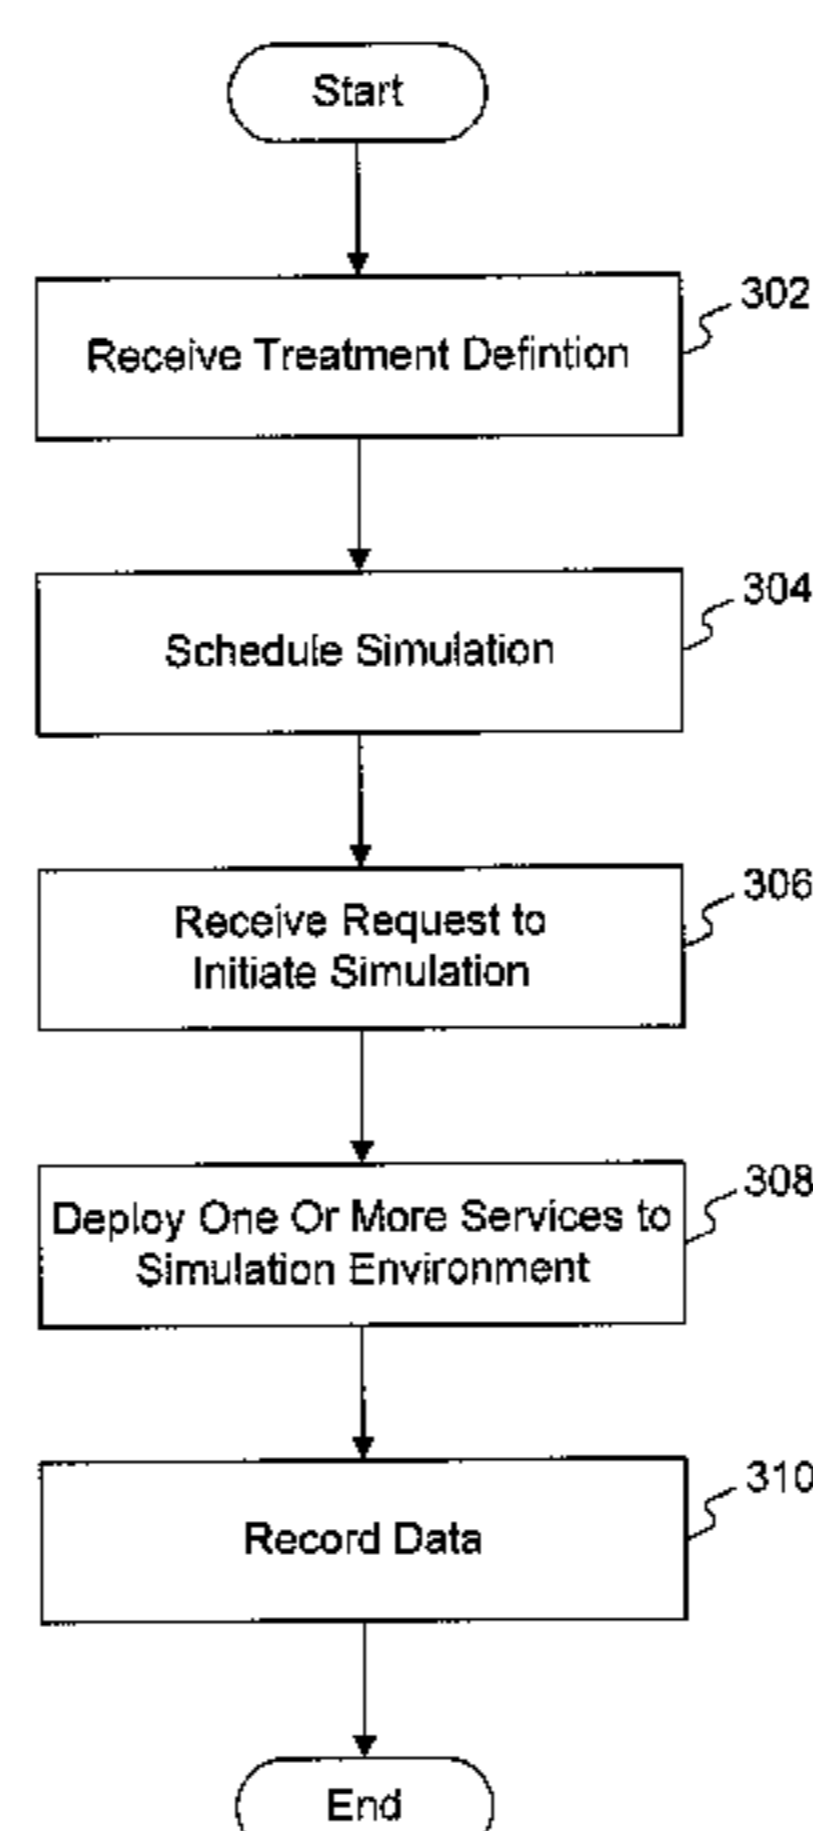 Start
302
Receive Treatment Defintion
304
Schedule Simulation
306
Receive Request to
Initiate Simulation
308
Deploy One Or More Services to
Simulation Environment
310
Record Data
End